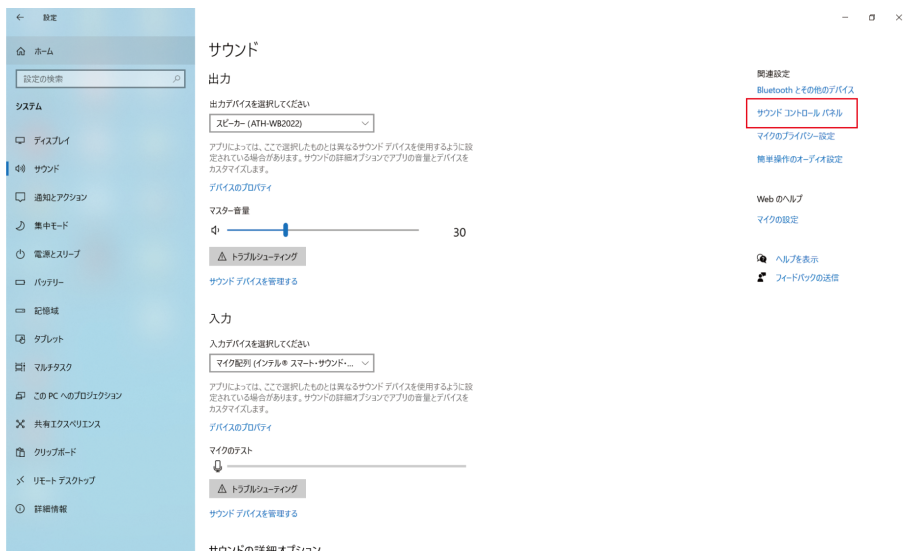 設定
ホーム
設定の検索
システム
ディスプレイ
サウンド
通知とアクション
集中モード
電源とスリープ
バッテリー
記憶域
タブレット
マルチタスク
この PC へのプロジェクション
共有エクスペリエンス
クリップボード
リモート デスクトップ
詳細情報
サウンド
出力
出力デバイスを選択してください
スピーカー (ATH-WB2022)
アプリによっては、ここで選択したものとは異なるサウンド デバイスを使用するように設
定されている場合があります。サウンドの詳細オプションでアプリの音量とデバイスを
カスタマイズします。
デバイスのプロパティ
マスター音量
30
トラブルシューティング
サウンド デバイスを管理する
入力
入力デバイスを選択してください
マイク配列 (インテル® スマート・サウンド・...
アプリによっては、ここで選択したものとは異なるサウンド デバイスを使用するように設
定されている場合があります。サウンドの詳細オプションでアプリの音量とデバイスを
カスタマイズします。
デバイスのプロパティ
マイクのテスト
トラブルシューティング
サウンド デバイスを管理する
サウンドの詳細オプション
関連設定
Bluetooth とその他のデバイス
サウンド コントロール パネル
マイクのプライバシー設定
簡単操作のオーディオ設定
Web のヘルプ
マイクの設定
ヘルプを表示
フィードバックの送信